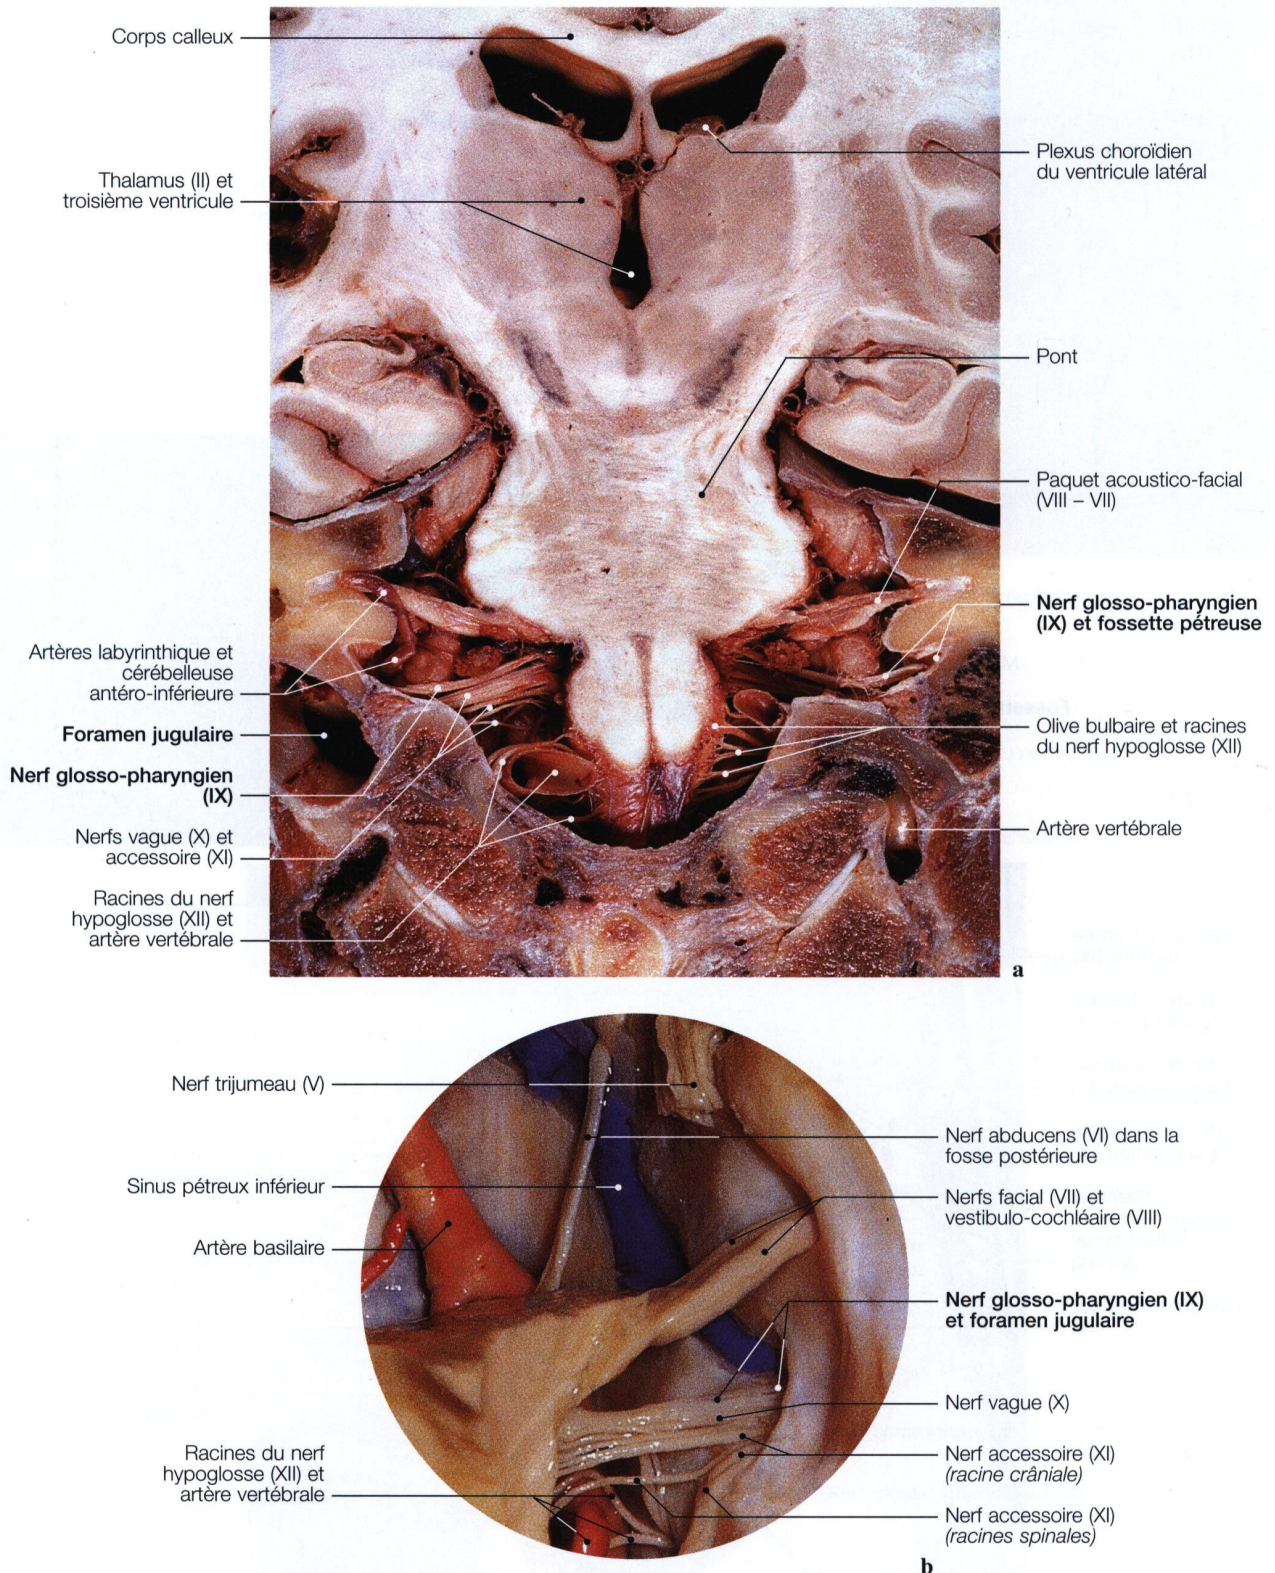 Corps calleux
Thalamus (II) et
troisième ventricule
Artères labyrinthique et
cérébelleuse
antéro-inférieure
Foramen jugulaire
Nerf glosso-pharyngien
(IX)
Nerfs vague (X) et
accessoire (XI)
Racines du nerf
hypoglosse (XII) et
artère vertébrale
Plexus choroïdien
du ventricule latéral
Pont
Paquet acoustico-facial
(VIII – VII)
Nerf glosso-pharyngien
(IX) et fossette pétreuse
Olive bulbaire et racines
du nerf hypoglosse (XII)
Artère vertébrale
a
Nerf trijumeau (V)
Sinus pétreux inférieur
Artère basilaire
Racines du nerf
hypoglosse (XII) et
artère vertébrale
Nerf abducens (VI) dans la
fosse postérieure
Nerfs facial (VII) et
vestibulo-cochléaire (VIII)
Nerf glosso-pharyngien (IX)
et foramen jugulaire
Nerf vague (X)
Nerf accessoire (XI)
(racine crâniale)
Nerf accessoire (XI)
(racines spinales)
b